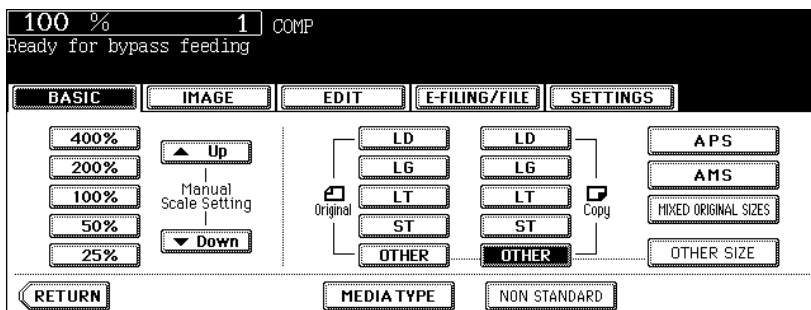 100 % 1 COMP
Ready for bypass feeding
BASIC IMAGE EDIT E-FILING/FILE SETTINGS
400%
200%
100%
50%
25%
Up
Manual
Scale Setting
Down
Original
LD
LG
LT
ST
OTHER
LD
LG
LT
ST
OTHER
Copy
APS
AMS
MIXED ORIGINAL SIZES
OTHER SIZE
RETURN MEDIA TYPE NON STANDARD